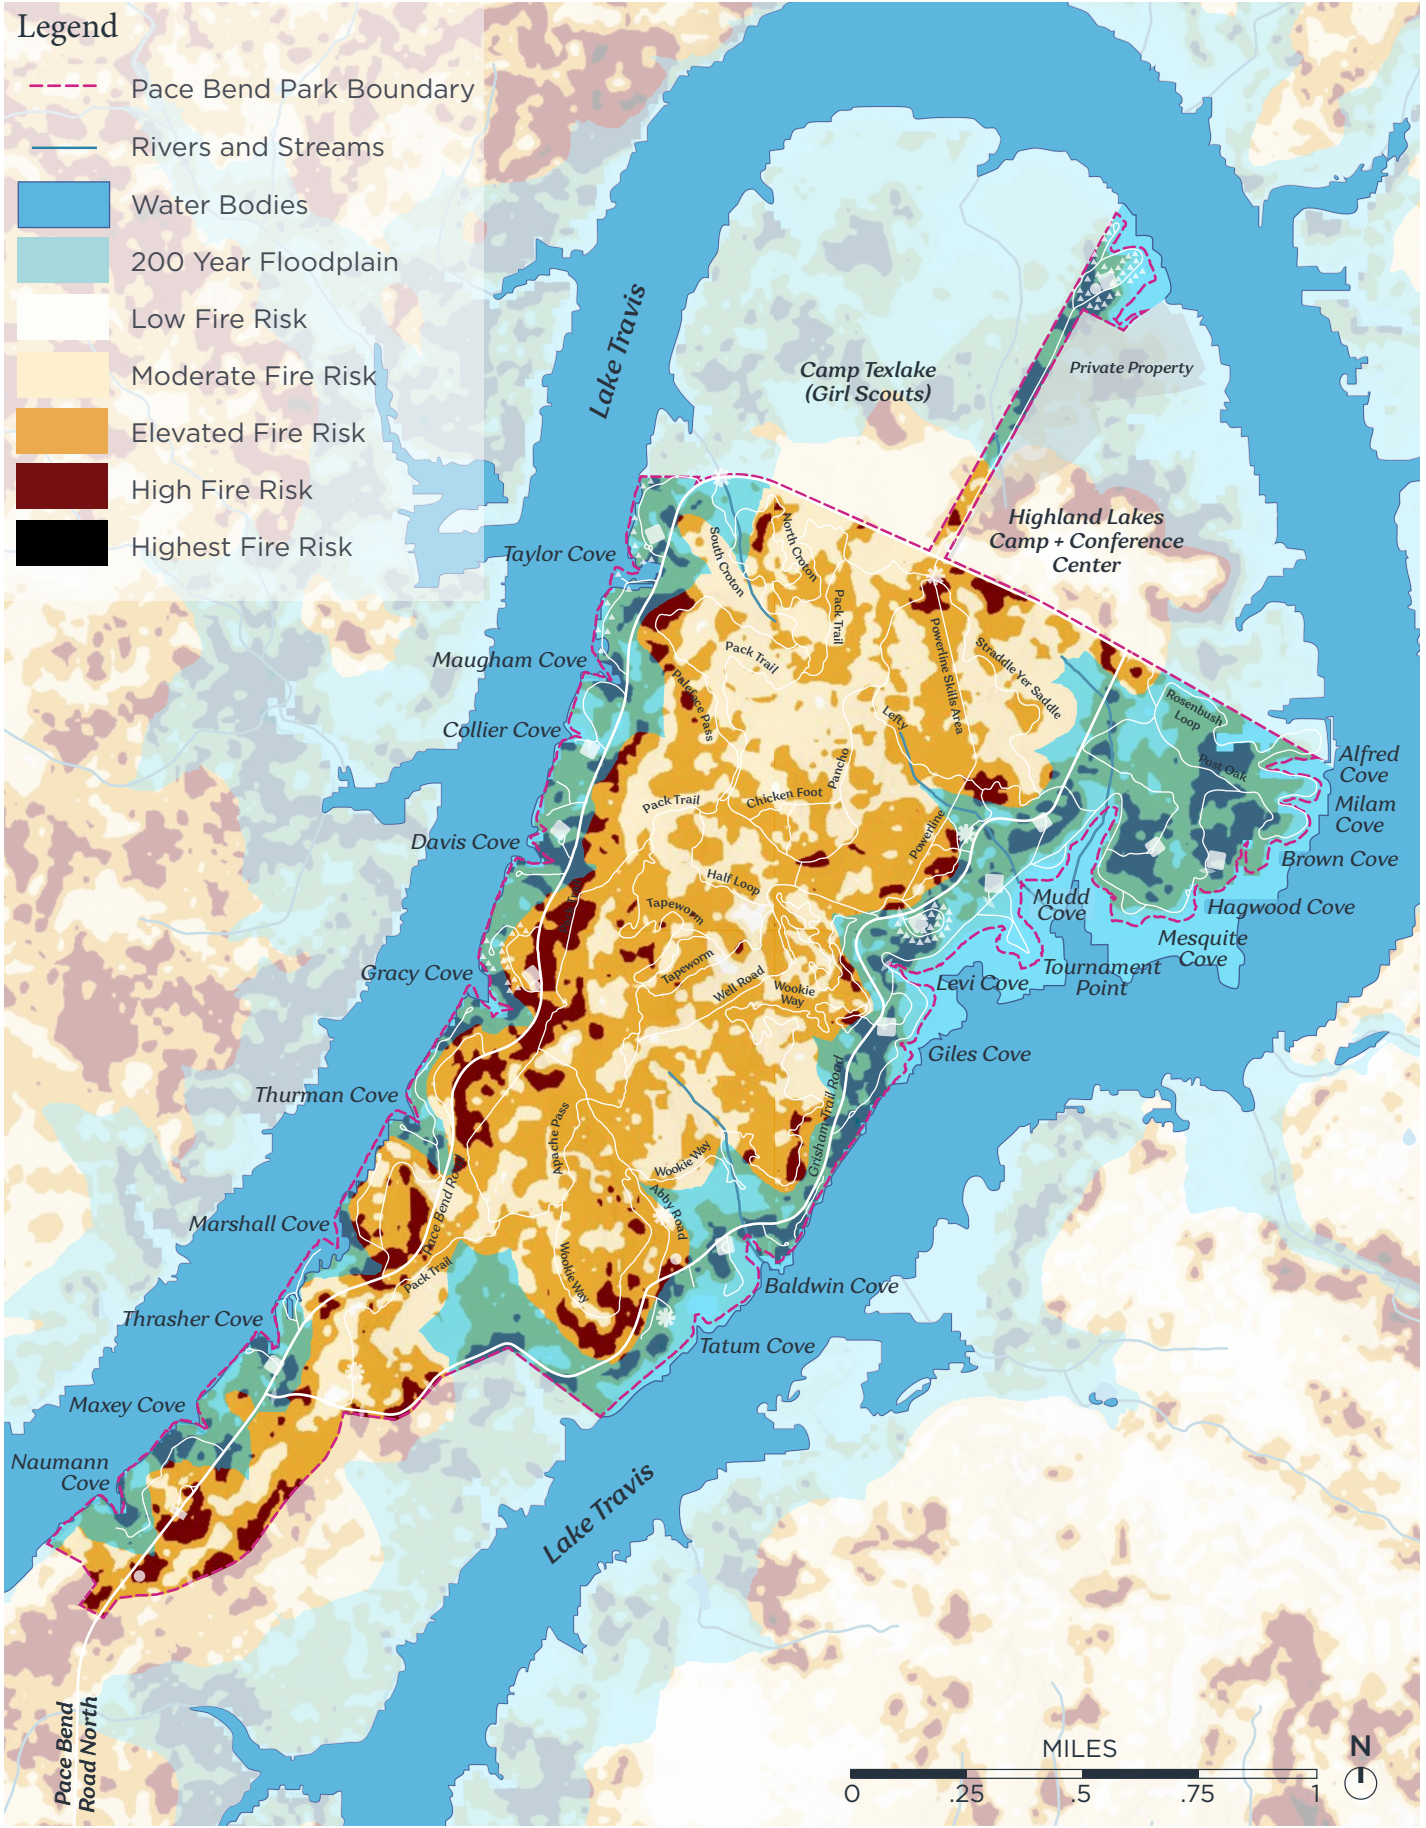 Legend
Pace Bend Park Boundary
Rivers and Streams
Water Bodies
200 Year Floodplain
Low Fire Risk
Moderate Fire Risk
Elevated Fire Risk
High Fire Risk
Highest Fire Risk
Lake Travis
Camp Texlake
(Girl Scouts)
Private Property
Highland Lakes
Camp + Conference
Center
Taylor Cove
South Croton
North Croton
Pack Trail
Powerline Skills Area
Straddle Yer Saddle
Maugham Cove
Pack Trail
Paleface Pass
Rosenbush
Loop
Lefty
Collier Cove
Post Oak
Alfred
Cove
Pancho
Pack Trail
Chicken Foot
Milam
Cove
Davis Cove
Powerline
Brown Cove
Half Loop
Tapeworm
Mudd
Cove
Hagwood Cove
Mesquite
Cove
Gracy Cove
Tapeworm
Well Road
Wookie
Way
Levi Cove
Tournament
Point
Giles Cove
Thurman Cove
Grisham Trail Road
Apache Pass
Wookie Way
Abby Road
Marshall Cove
Pace Bend Road
Pack Trail
Wookie Way
Baldwin Cove
Thrasher Cove
Tatum Cove
Maxey Cove
Naumann
Cove
Lake Travis
Pace Bend
Road North
MILES
0 .25 .5 .75 1
N